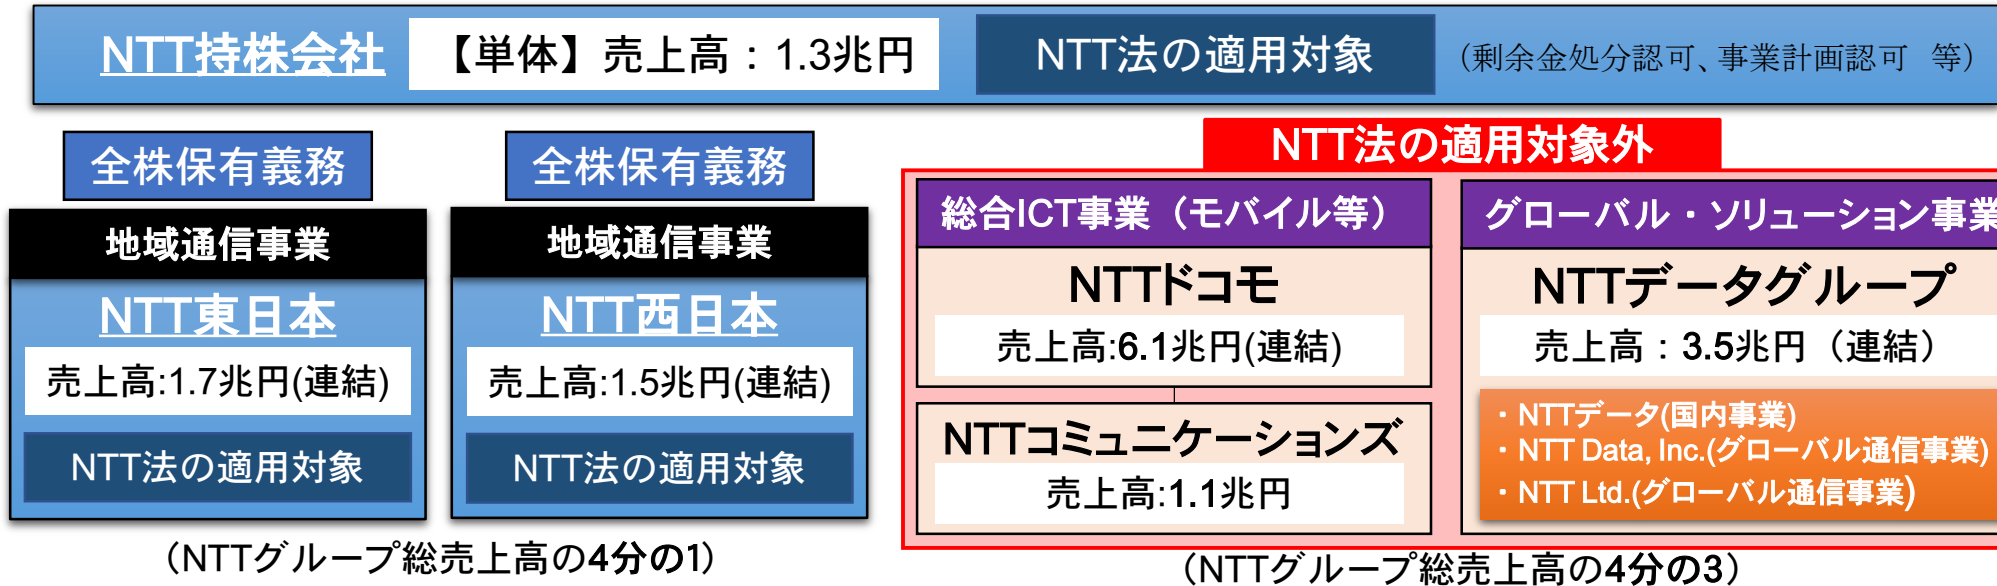 NTT持株会社
【単体】売上高：1.3兆円
NTT法の適用対象
（剰余金処分認可、事業計画認可　等）
全株保有義務
地域通信事業
NTT東日本
売上高:1.7兆円(連結)
NTT法の適用対象
全株保有義務
地域通信事業
NTT西日本
売上高:1.5兆円(連結)
NTT法の適用対象
（NTTグループ総売上高の4分の1）
NTT法の適用対象外
総合ICT事業（モバイル等）
NTTドコモ
売上高:6.1兆円(連結)
NTTコミュニケーションズ
売上高:1.1兆円
グローバル・ソリューション事業
NTTデータグループ
売上高：3.5兆円（連結）
・NTTデータ(国内事業)
・NTT Data, Inc.(グローバル通信事業)
・NTT Ltd.(グローバル通信事業)
（NTTグループ総売上高の4分の3）